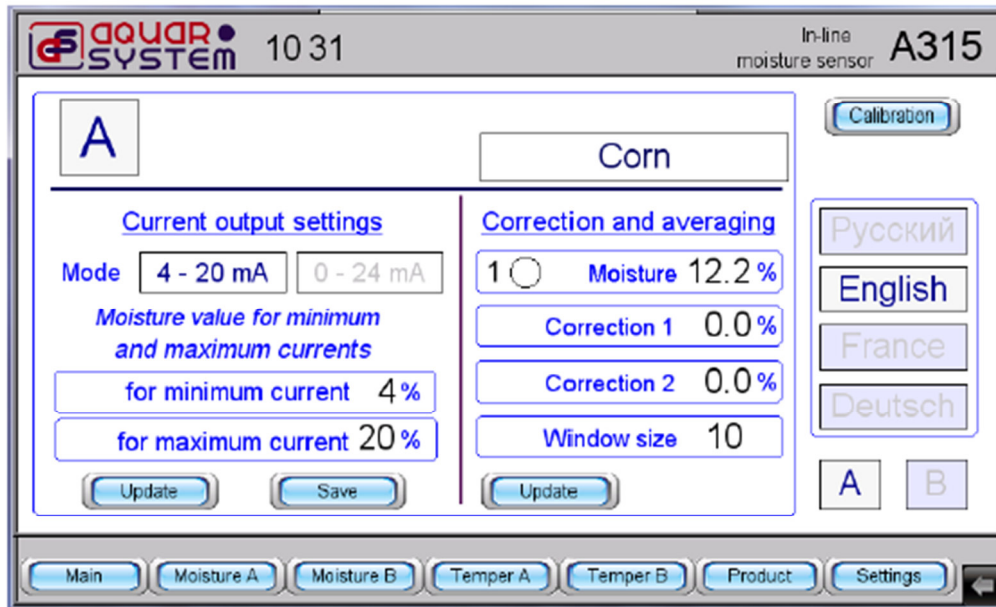 AQUAR SYSTEM 10 31 In-line moisture sensor A315
A
Corn
Calibration
Current output settings
Mode 4 - 20 mA 0 - 24 mA
Moisture value for minimum
and maximum currents
for minimum current 4 %
for maximum current 20 %
Update Save
Correction and averaging
1 Moisture 12.2 %
Correction 1 0.0 %
Correction 2 0.0 %
Window size 10
Update
Русский
English
France
Deutsch
A B
Main Moisture A Moisture B Temper A Temper B Product Settings